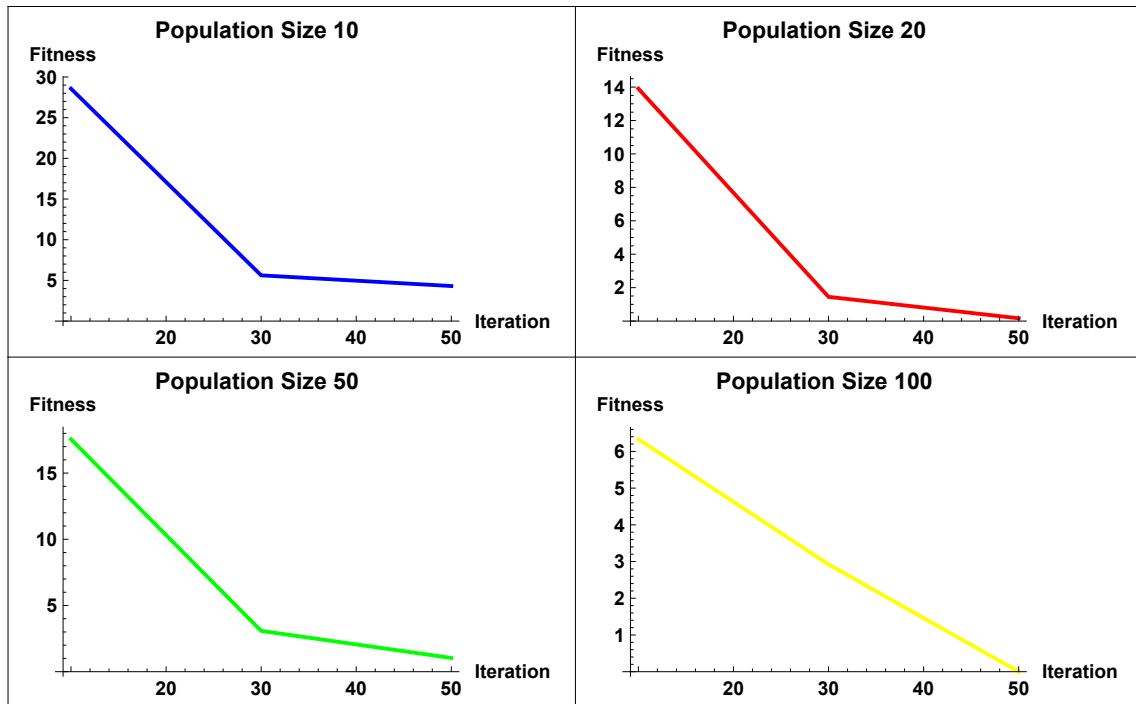 Population Size 10
Fitness
30
25
20
15
10
5
20 30 40 50 Iteration
Population Size 20
Fitness
14
12
10
8
6
4
2
20 30 40 50 Iteration
Population Size 50
Fitness
15
10
5
20 30 40 50 Iteration
Population Size 100
Fitness
6
5
4
3
2
1
20 30 40 50 Iteration